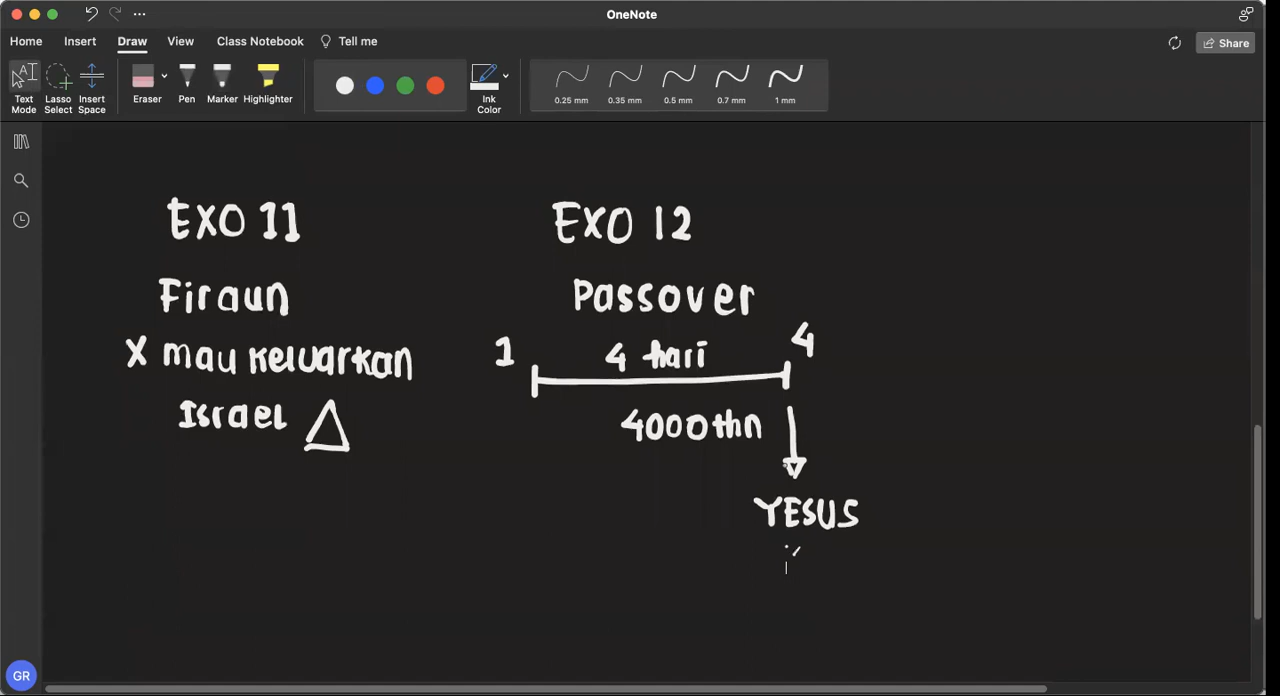 OneNote
Home Insert Draw View Class Notebook Tell me
Share
Text Mode
Lasso Select
Insert Space
Eraser
Pen
Marker
Highlighter
Ink Color
0.25 mm
0.35 mm
0.5 mm
0.7 mm
1 mm
EXO 11
Firaun
X mau keluarkan
Israel
EXO 12
Passover
1 4 hari 4
4000thn
YESUS
GR